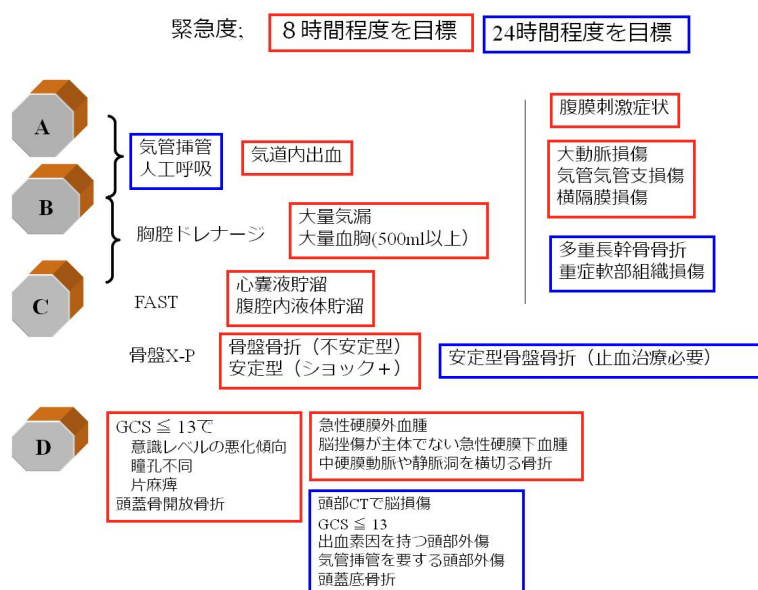 緊急度; 8時間程度を目標 24時間程度を目標
A
気管挿管
人工呼吸
気道内出血
B
胸腔ドレナージ
大量気漏
大量血胸(500ml以上)
C
FAST
心嚢液貯溜
腹腔内液体貯溜
骨盤X-P
骨盤骨折（不安定型）
安定型（ショック+）
安定型骨盤骨折（止血治療必要）
腹膜刺激症状
大動脈損傷
気管気管支損傷
横隔膜損傷
多重長幹骨骨折
重症軟部組織損傷
D
GCS ≦ 13で
意識レベルの悪化傾向
瞳孔不同
片麻痺
頭蓋骨開放骨折
急性硬膜外血腫
脳挫傷が主体でない急性硬膜下血腫
中硬膜動脈や静脈洞を横切る骨折
頭部CTで脳損傷
GCS ≦ 13
出血素因を持つ頭部外傷
気管挿管を要する頭部外傷
頭蓋底骨折